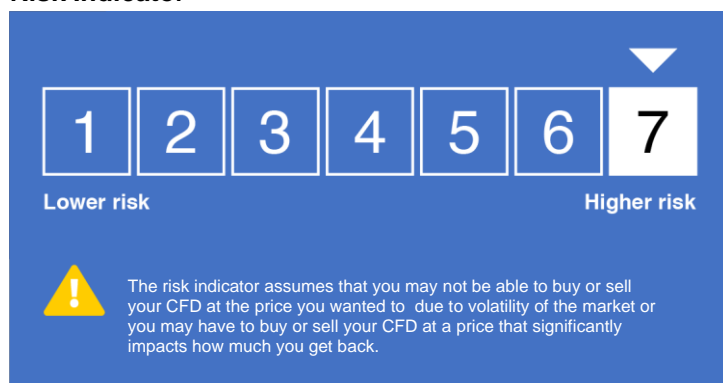 Risk Indicator
1 2 3 4 5 6 7
Lower risk Higher risk
The risk indicator assumes that you may not be able to buy or sell
your CFD at the price you wanted to due to volatility of the market or
you may have to buy or sell your CFD at a price that significantly
impacts how much you get back.